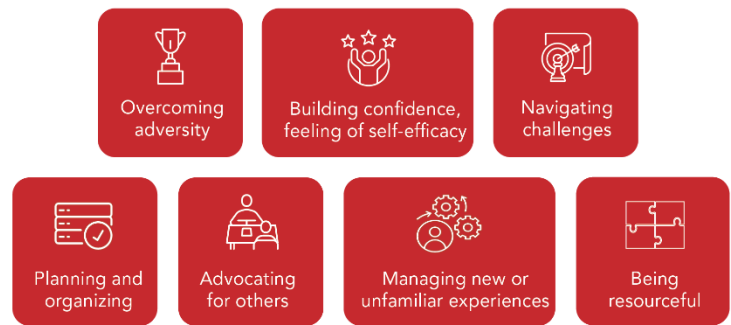 Overcoming
adversity
Building confidence,
feeling of self-efficacy
Navigating
challenges
Planning and
organizing
Advocating
for others
Managing new or
unfamiliar experiences
Being
resourceful